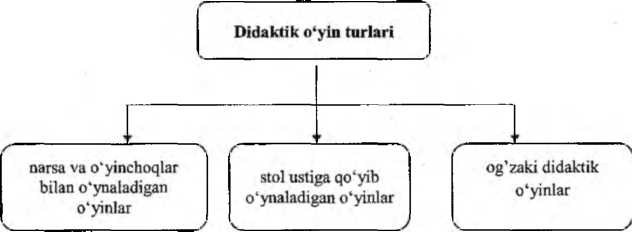 Didaktik o‘yin turlari
narsa va o‘yinchoqlar
bilan o‘ynaladigan
o‘yinlar
stol ustiga qo‘yib
o‘ynaladigan o‘yinlar
og’zaki didaktik
o‘yinlar